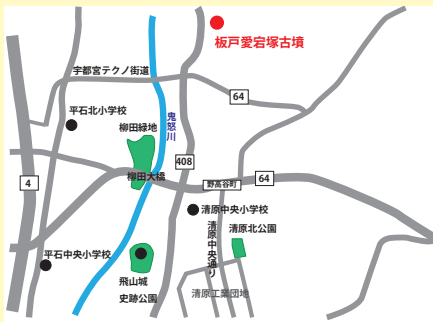 板戸愛宕塚古墳
宇都宮テクノ街道
64
平石北小学校
鬼怒川
柳田緑地
408
柳田大橋
4
野高谷町
64
清原中央小学校
清原中央通り
清原北公園
平石中央小学校
飛山城
史跡公園
清原工業団地